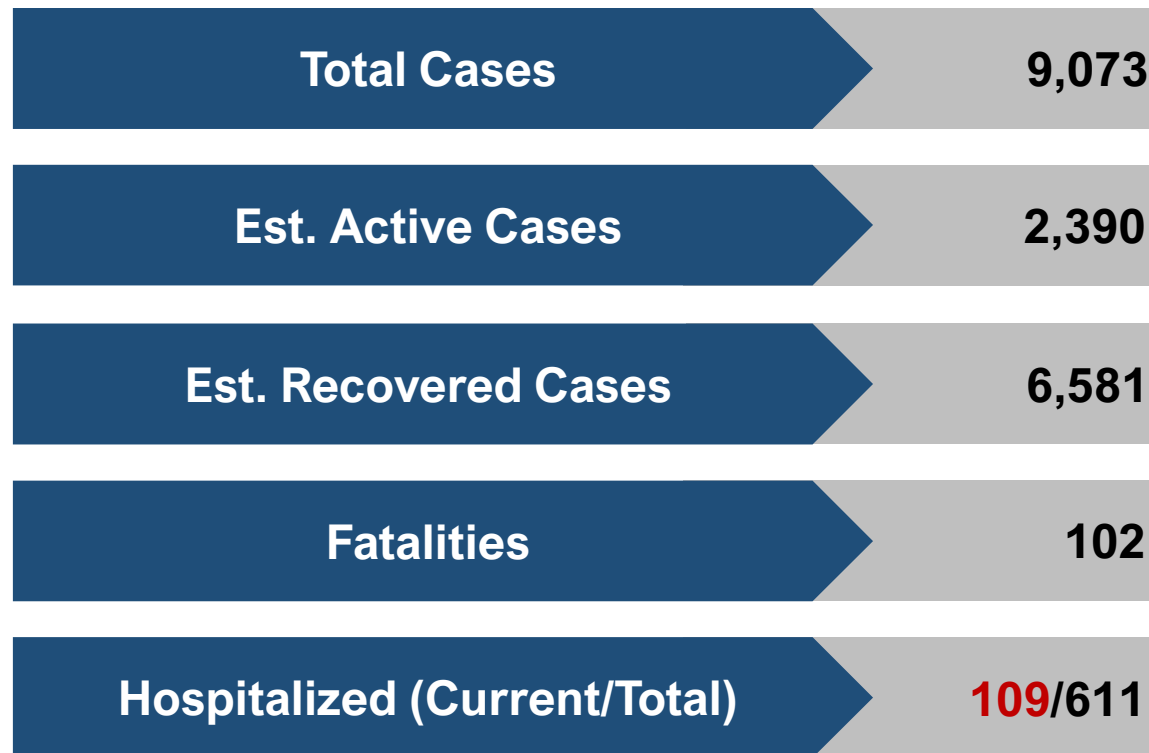 Total Cases 9,073
Est. Active Cases 2,390
Est. Recovered Cases 6,581
Fatalities 102
Hospitalized (Current/Total) 109/611